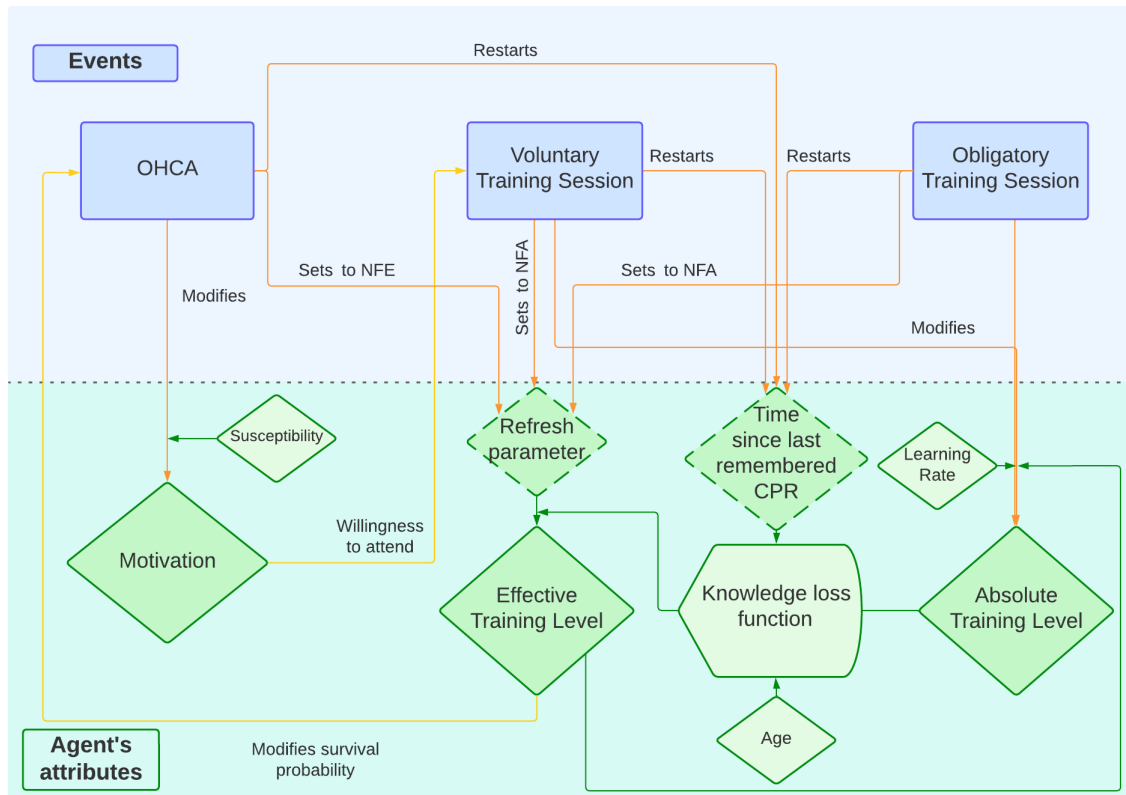 Restarts
Events
OHCA
Voluntary
Training Session
Restarts
Restarts
Obligatory
Training Session
Sets to NFE
Sets to NFA
Sets to NFA
Modifies
Modifies
Susceptibility
Refresh
parameter
Time
since last
remembered
CPR
Learning
Rate
Motivation
Willingness
to attend
Effective
Training Level
Knowledge loss
function
Absolute
Training Level
Age
Agent's
attributes
Modifies survival
probability